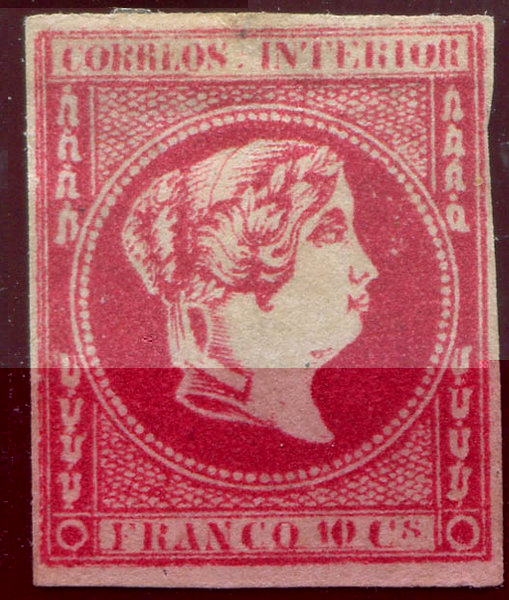 CORREOS . INTERIOR
FRANCO 10 Cs